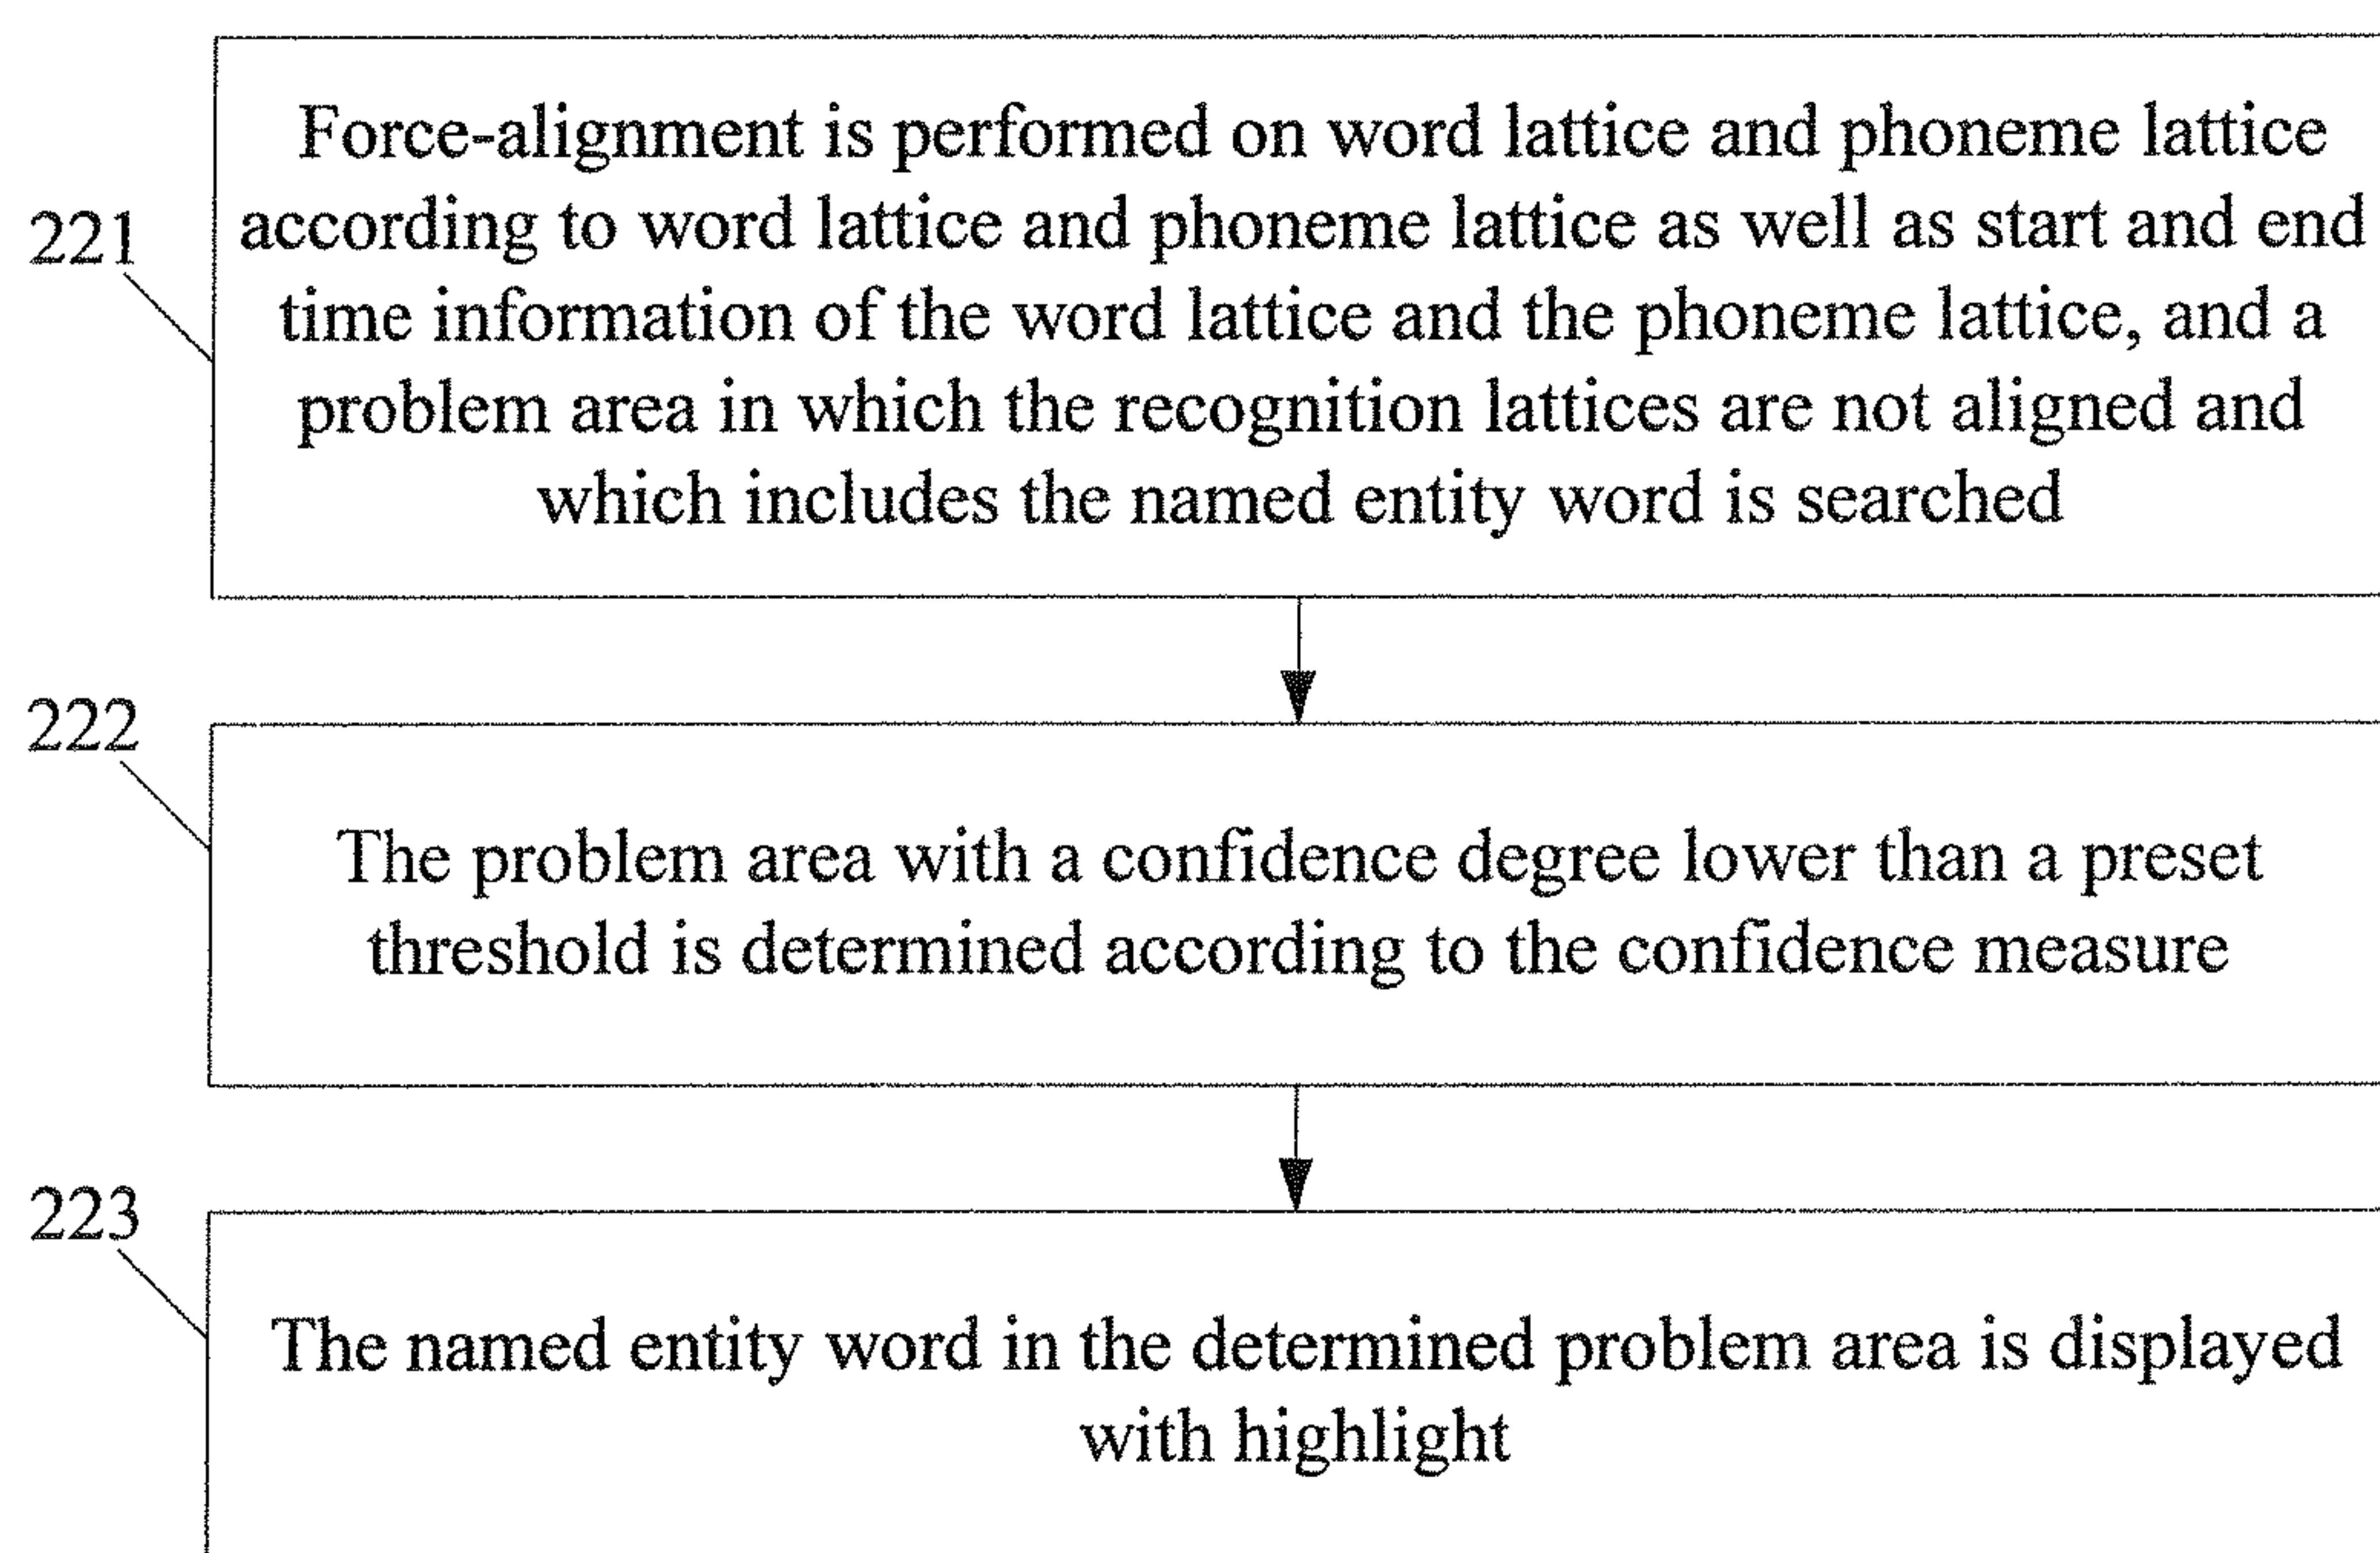 Force-alignment is performed on word lattice and phoneme lattice
221
according to word lattice and phoneme lattice as well as start and end
time information of the word lattice and the phoneme lattice, and a
problem area in which the recognition lattices are not aligned and
which includes the named entity word is searched
222
The problem area with a confidence degree lower than a preset
threshold is determined according to the confidence measure
223
The named entity word in the determined problem area is displayed
with highlight